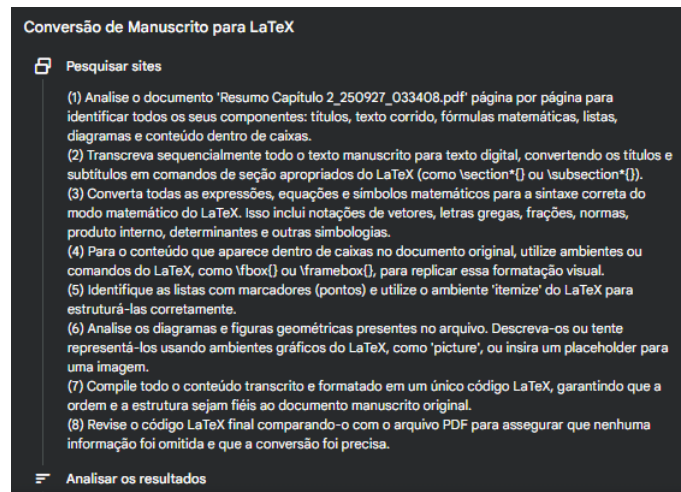 Conversão de Manuscrito para LaTeX
Pesquisar sites
(1) Analise o documento 'Resumo Capítulo 2_250927_033408.pdf' página por página para
identificar todos os seus componentes: títulos, texto corrido, fórmulas matemáticas, listas,
diagramas e conteúdo dentro de caixas.
(2) Transcreva sequencialmente todo o texto manuscrito para texto digital, convertendo os títulos e
subtítulos em comandos de seção apropriados do LaTeX (como \section*{} ou \subsection*{}).
(3) Converta todas as expressões, equações e símbolos matemáticos para a sintaxe correta do
modo matemático do LaTeX. Isso inclui notações de vetores, letras gregas, frações, normas,
produto interno, determinantes e outras simbologias.
(4) Para o conteúdo que aparece dentro de caixas no documento original, utilize ambientes ou
comandos do LaTeX, como \fbox{} ou \framebox{}, para replicar essa formatação visual.
(5) Identifique as listas com marcadores (pontos) e utilize o ambiente 'itemize' do LaTeX para
estruturá-las corretamente.
(6) Analise os diagramas e figuras geométricas presentes no arquivo. Descreva-os ou tente
representá-los usando ambientes gráficos do LaTeX, como 'picture', ou insira um placeholder para
uma imagem.
(7) Compile todo o conteúdo transcrito e formatado em um único código LaTeX, garantindo que a
ordem e a estrutura sejam fiéis ao documento manuscrito original.
(8) Revise o código LaTeX final comparando-o com o arquivo PDF para assegurar que nenhuma
informação foi omitida e que a conversão foi precisa.
Analisar os resultados